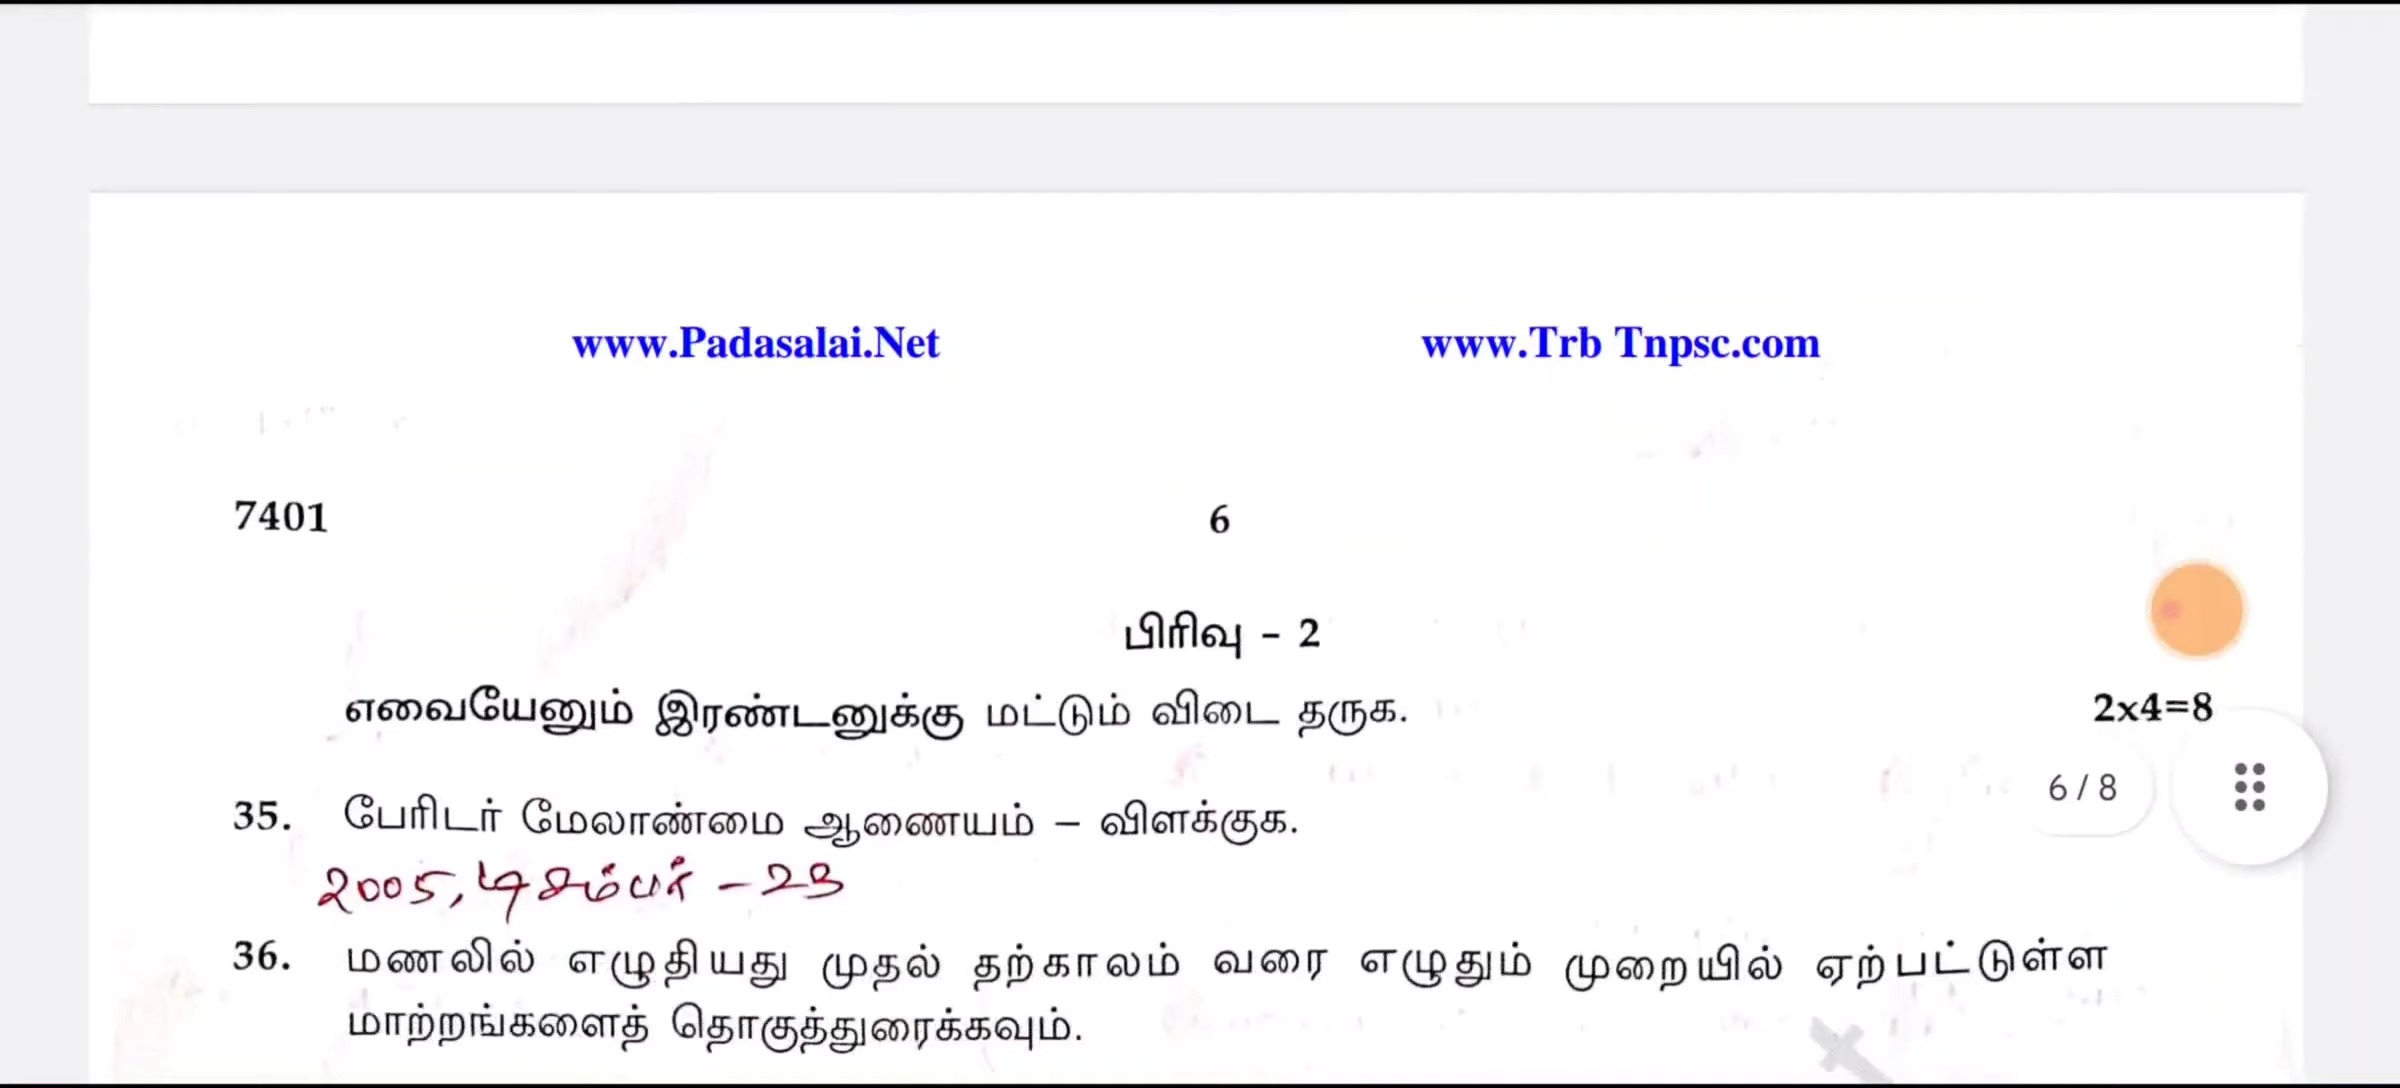 www.Padasalai.Net www.Trb Tnpsc.com
7401 6
பிரிவு - 2
எவையேனும் இரண்டனுக்கு மட்டும் விடை தருக. 2x4=8
6 / 8
35. பேரிடர் மேலாண்மை ஆணையம் – விளக்குக.
2005, டிசம்பர் - 23
36. மணலில் எழுதியது முதல் தற்காலம் வரை எழுதும் முறையில் ஏற்பட்டுள்ள
மாற்றங்களைத் தொகுத்துரைக்கவும்.